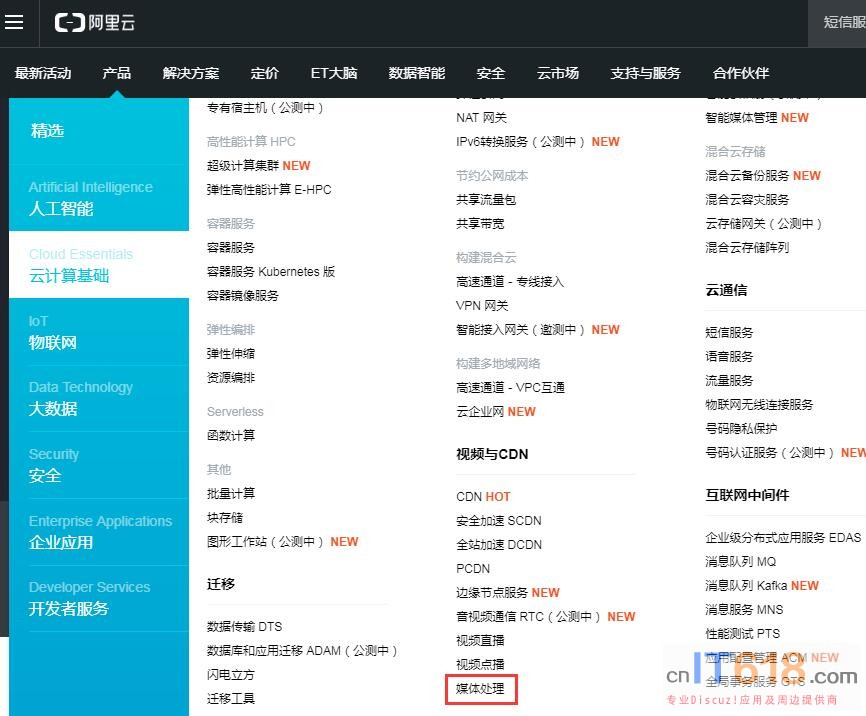 阿里云
短信服
最新活动 产品 解决方案 定价 ET大脑 数据智能 安全 云市场 支持与服务 合作伙伴
精选
Artificial Intelligence
人工智能
Cloud Essentials
云计算基础
IoT
物联网
Data Technology
大数据
Security
安全
Enterprise Applications
企业应用
Developer Services
开发者服务
专有宿主机（公测中）
高性能计算 HPC
超级计算集群 NEW
弹性高性能计算 E-HPC
容器服务
容器服务
容器服务 Kubernetes 版
容器镜像服务
弹性编排
弹性伸缩
资源编排
Serverless
函数计算
其他
批量计算
块存储
图形工作站（公测中） NEW
迁移
数据传输 DTS
数据库和应用迁移 ADAM（公测中）
闪电立方
迁移工具
NAT 网关
IPv6转换服务（公测中） NEW
节约公网成本
共享流量包
共享带宽
构建混合云
高速通道 - 专线接入
VPN 网关
智能接入网关（邀测中） NEW
构建多地域网络
高速通道 - VPC互通
云企业网 NEW
视频与CDN
CDN HOT
安全加速 SCDN
全站加速 DCDN
PCDN
边缘节点服务 NEW
音视频通信 RTC（公测中） NEW
视频直播
视频点播
媒体处理
智能媒体管理 NEW
混合云存储
混合云备份服务 NEW
混合云容灾服务
云存储网关（公测中）
混合云存储阵列
云通信
短信服务
语音服务
流量服务
物联网无线连接服务
号码隐私保护
号码认证服务（公测中） NEW
互联网中间件
企业级分布式应用服务 EDAS
消息队列 MQ
消息队列 Kafka NEW
消息服务 MNS
性能测试 PTS
应用配置管理 ACM NEW
全局事务服务 GTS
cnIT618.com
专业Discuz!应用及周边提供商